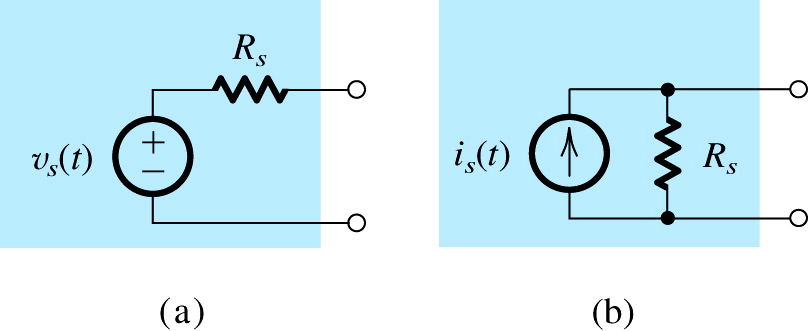 R_s
v_s(t)
+
−
(a)
i_s(t)
R_s
(b)